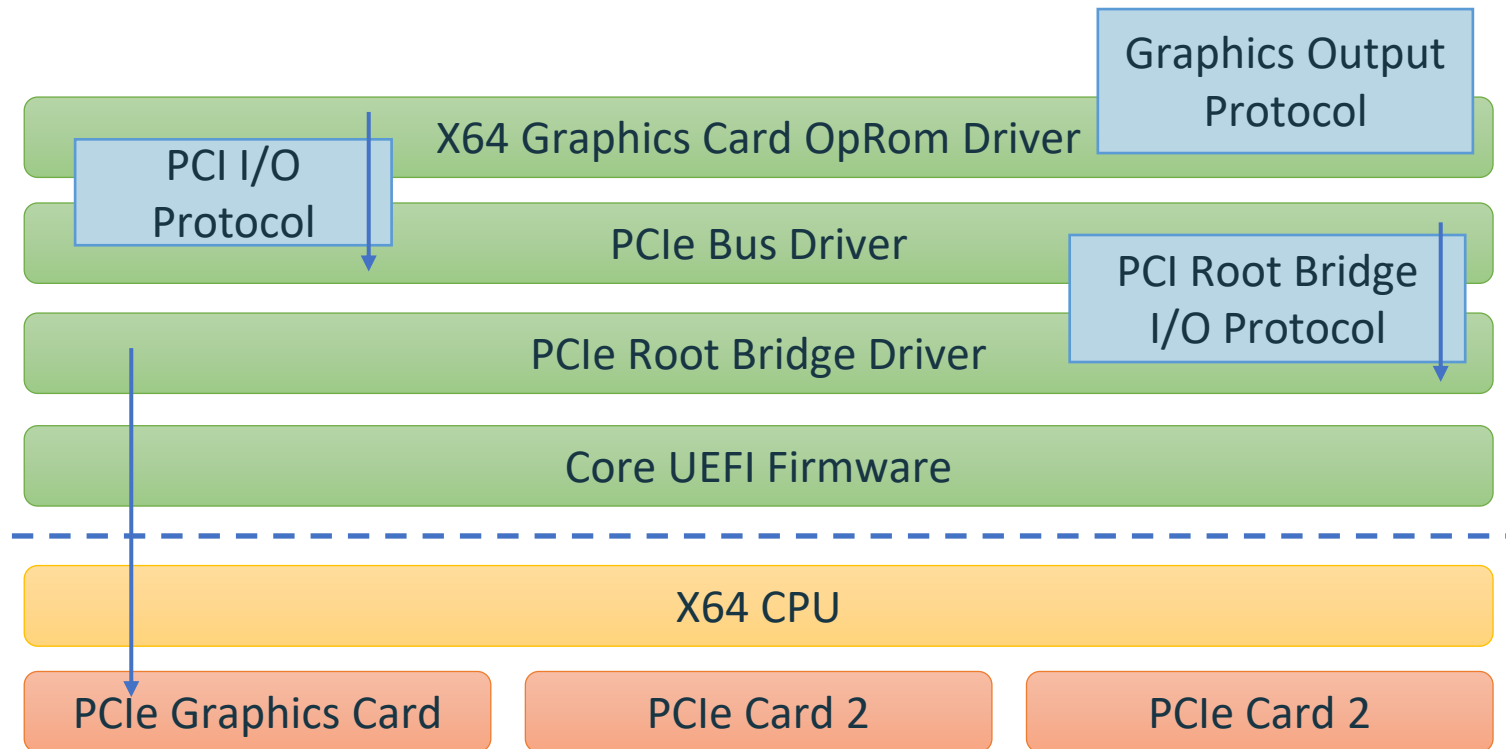 Graphics Output
Protocol
X64 Graphics Card OpRom Driver
PCI I/O
Protocol
PCIe Bus Driver
PCI Root Bridge
I/O Protocol
PCIe Root Bridge Driver
Core UEFI Firmware
X64 CPU
PCIe Graphics Card
PCIe Card 2
PCIe Card 2